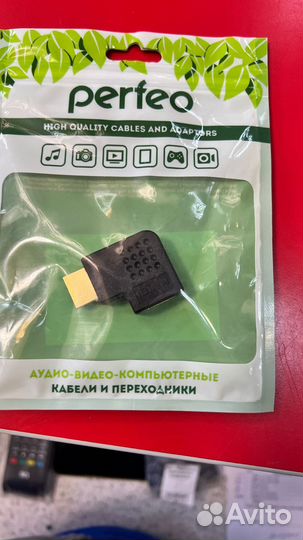 perfeo
HIGH QUALITY CABLES AND ADAPTORS
АУДИО-ВИДЕО-КОМПЬЮТЕРНЫЕ
КАБЕЛИ И ПЕРЕХОДНИКИ
Avito